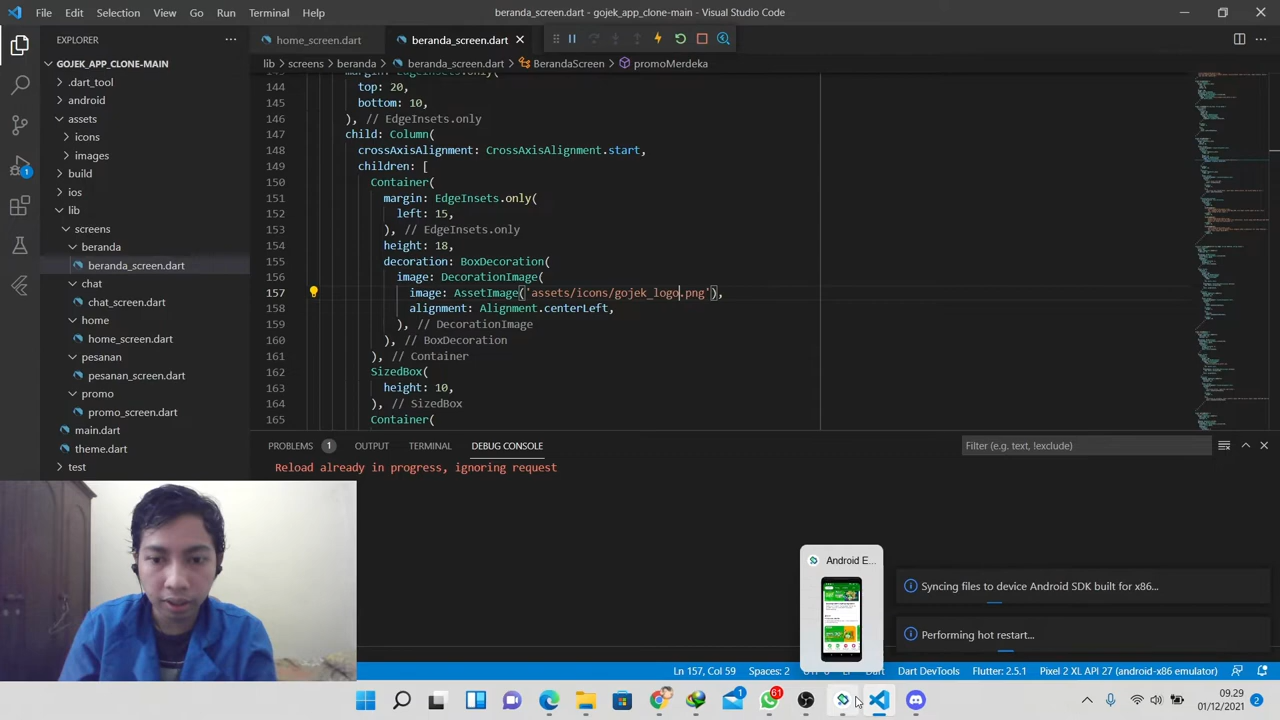 File Edit Selection View Go Run Terminal Help
beranda_screen.dart - gojek_app_clone-main - Visual Studio Code
EXPLORER
home_screen.dart
beranda_screen.dart
GOJEK_APP_CLONE-MAIN
lib
screens
beranda
beranda_screen.dart
BerandaScreen
promoMerdeka
.dart_tool
android
assets
icons
images
build
ios
lib
beranda
beranda_screen.dart
chat
chat_screen.dart
home
home_screen.dart
pesanan
pesanan_screen.dart
promo
promo_screen.dart
main.dart
theme.dart
test
144 top: 20,
145 bottom: 10,
146 // EdgeInsets.only
147 child: Column(
148 crossAxisAlignment: CrossAxisAlignment.start,
149 children: [
150 Container(
151 margin: EdgeInsets.only(
152 left: 15,
153 ), // EdgeInsets.only
154 height: 18,
155 decoration: BoxDecoration(
156 image: DecorationImage(
157 image: AssetImage('assets/icons/gojek_logo.png'),
158 alignment: Alignment.centerLeft,
159 ), // DecorationImage
160 ), // BoxDecoration
161 ), // Container
162 SizedBox(
163 height: 10,
164 ), // SizedBox
165 Container(
PROBLEMS 1 OUTPUT TERMINAL DEBUG CONSOLE
Filter (e.g. text, !exclude)
Reload already in progress, ignoring request
Android E...
Syncing files to device Android SDK built for x86...
Performing hot restart...
Ln 157, Col 59 Spaces: 2 Dart Dart DevTools Flutter: 2.5.1 Pixel 2 XL API 27 (android-x86 emulator)
1
61
09.29
01/12/2021
2